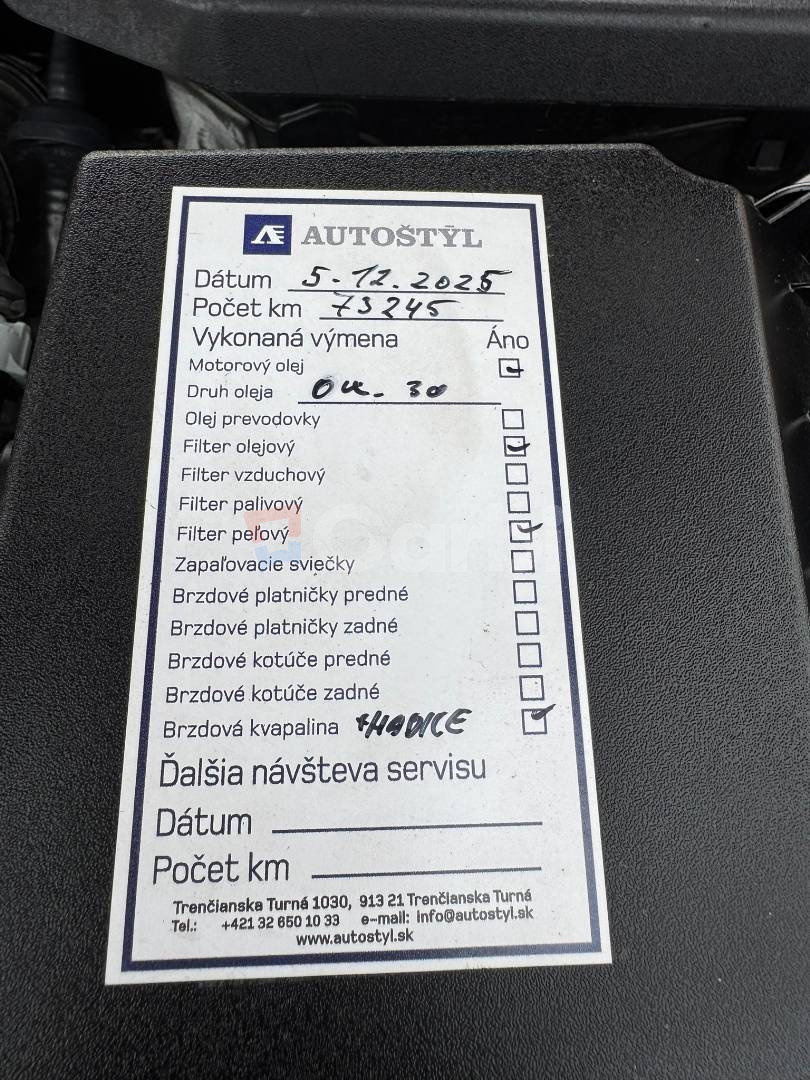 AE AUTOŠTÝL
Dátum 5.12.2025
Počet km 73245
Vykonaná výmena Áno
Motorový olej
Druh oleja 0W-30
Olej prevodovky
Filter olejový
Filter vzduchový
Filter palivový
Filter peľový
Zapaľovacie sviečky
Brzdové platničky predné
Brzdové platničky zadné
Brzdové kotúče predné
Brzdové kotúče zadné
Brzdová kvapalina +HADICE
Ďalšia návšteva servisu
Dátum
Počet km
Trenčianska Turná 1030, 913 21 Trenčianska Turná
Tel.: +421 32 650 10 33 e-mail: info@autostyl.sk
www.autostyl.sk